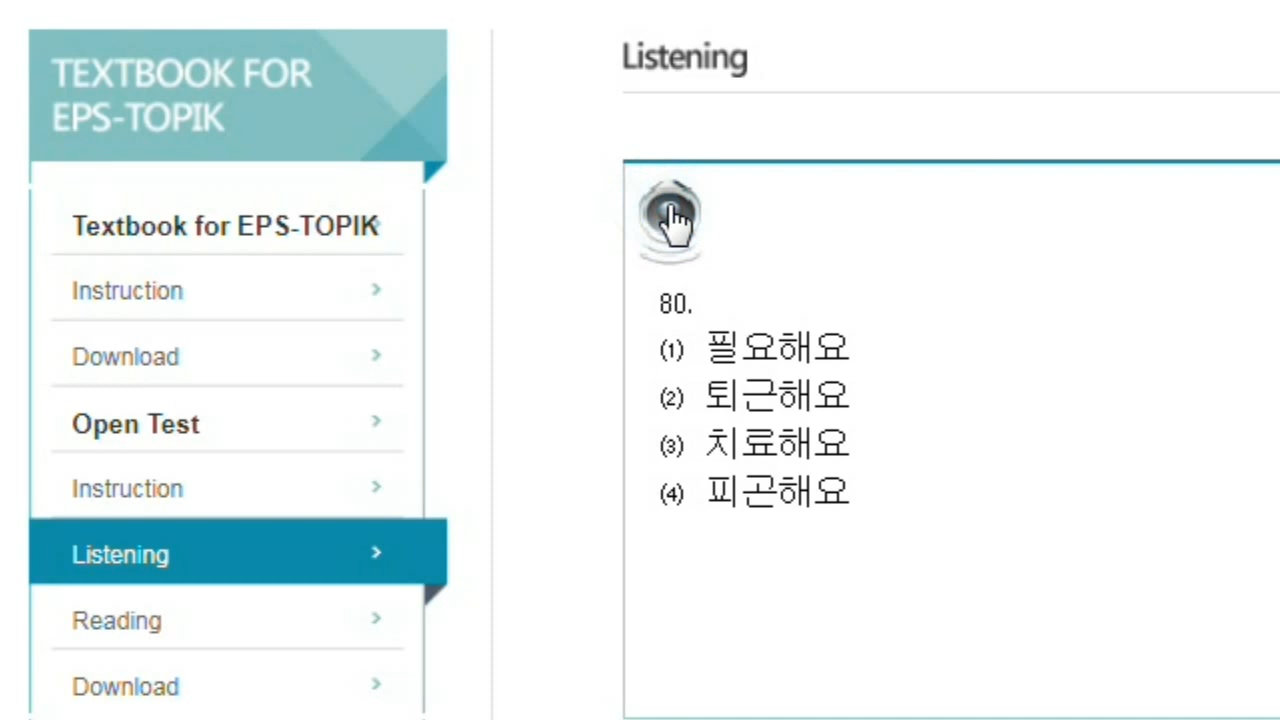 TEXTBOOK FOR
EPS-TOPIK
Textbook for EPS-TOPIK
Instruction
Download
Open Test
Instruction
Listening
Reading
Download
Listening
80.
(1) 필요해요
(2) 퇴근해요
(3) 치료해요
(4) 피곤해요